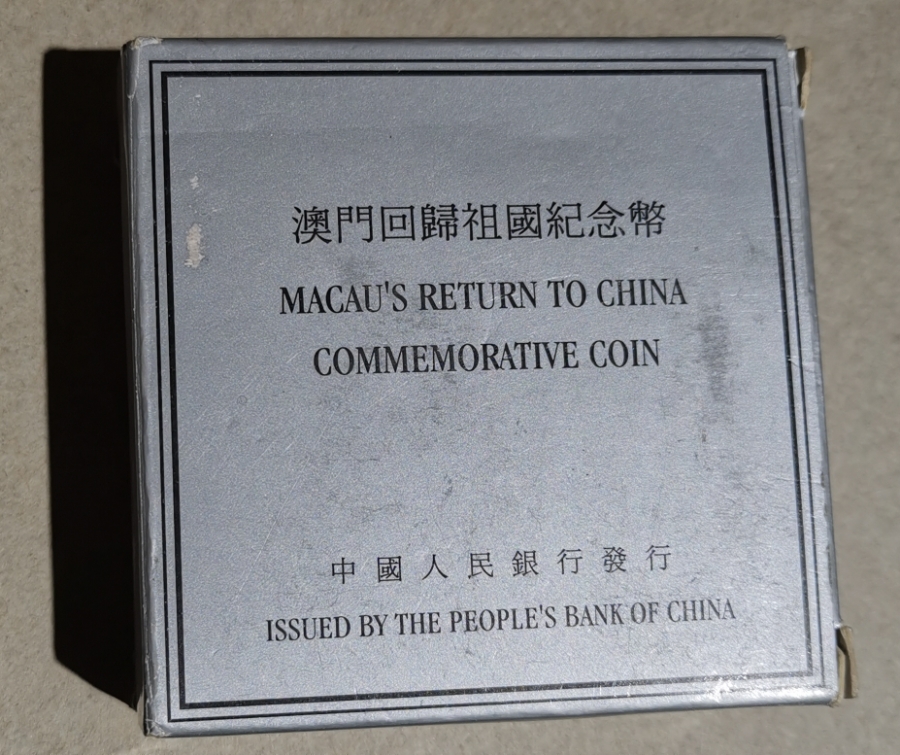 澳門回歸祖國紀念幣
MACAU'S RETURN TO CHINA
COMMEMORATIVE COIN
中國人民銀行發行
ISSUED BY THE PEOPLE'S BANK OF CHINA